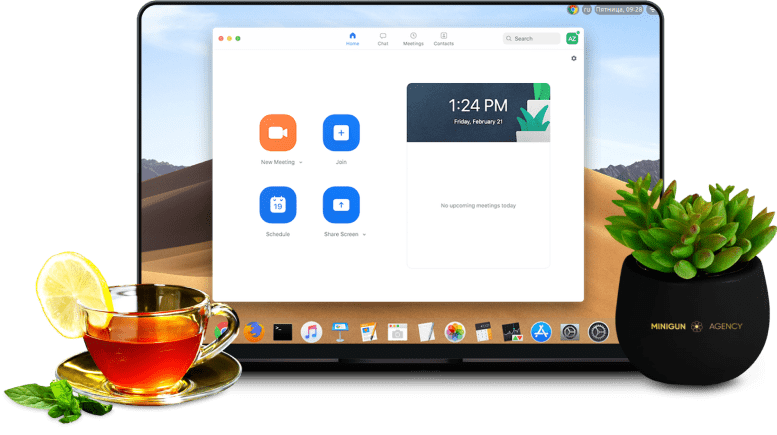 ru Пятница, 09:28
Home Chat Meetings Contacts
Search
AZ
1:24 PM
Friday, February 21
New Meeting
Join
19
Schedule
Share Screen
No upcoming meetings today
MINIGUN AGENCY